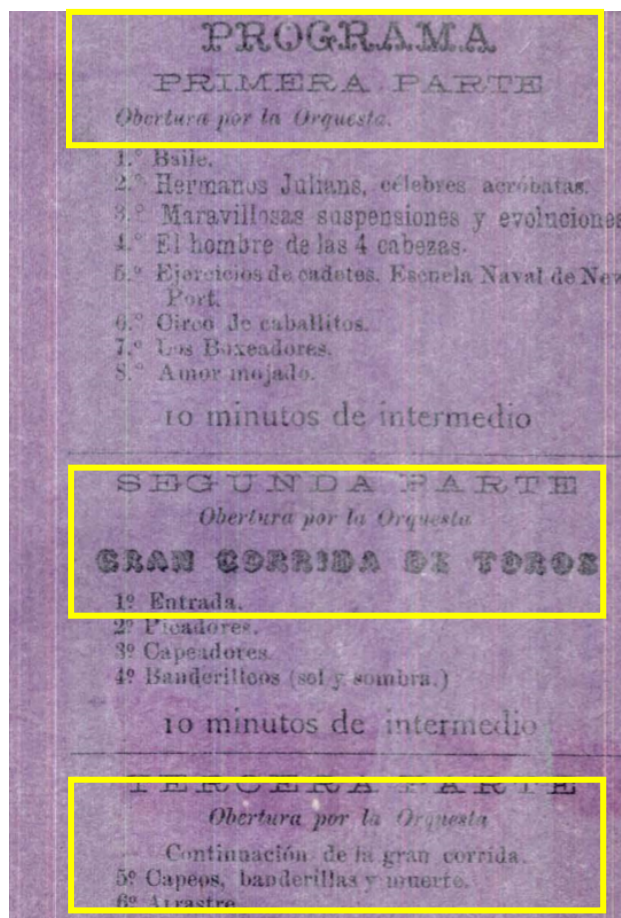 PROGRAMA
PRIMERA PARTE
Obertura por la Orquesta.
1.º Baile.
2.º Hermanos Julians, célebres acróbatas.
3.º Maravillosas suspensiones y evoluciones
4.º El hombre de las 4 cabezas.
5.º Ejercicios de cadetes. Escuela Naval de New
Port.
6.º Circo de caballitos.
7.º Los Boxeadores.
8.º Amor mojado.
10 minutos de intermedio
SEGUNDA PARTE
Obertura por la Orquesta
GRAN CORRIDA DE TOROS
1º Entrada.
2º Picadores.
3º Capeadores.
4º Banderilleos (sol y sombra.)
10 minutos de intermedio
TERCERA PARTE
Obertura por la Orquesta
Continuación de la gran corrida.
5º Capeos, banderillas y muerte.
6º Arrastre